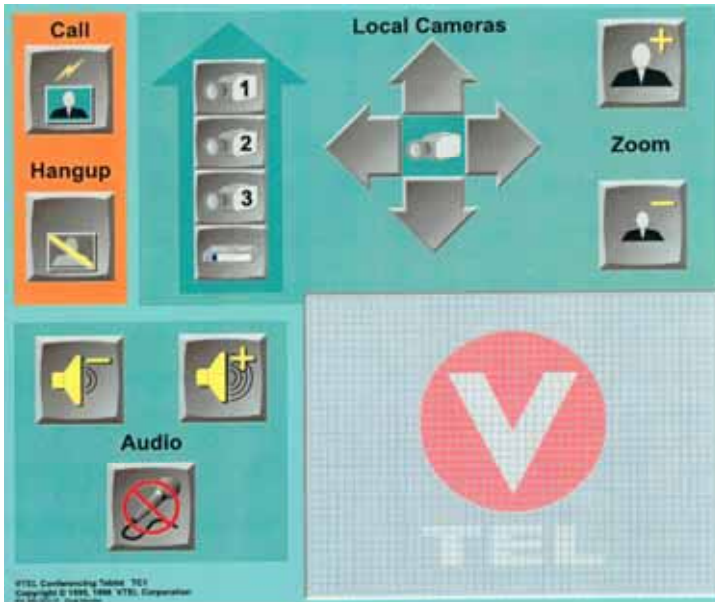 Call
Local Cameras
1
2
Zoom
Hangup
3
Audio
V
TEL
VTEL Conferencing Tablet TC1
Copyright © 1995, 1996 VTEL Corporation